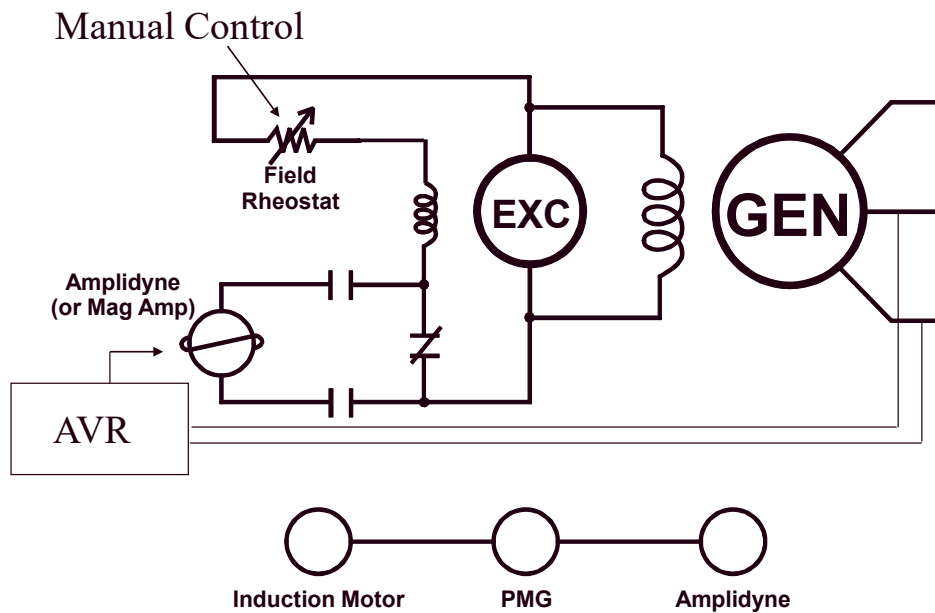 Manual Control
Field
Rheostat
EXC
GEN
Amplidyne
(or Mag Amp)
AVR
Induction Motor
PMG
Amplidyne